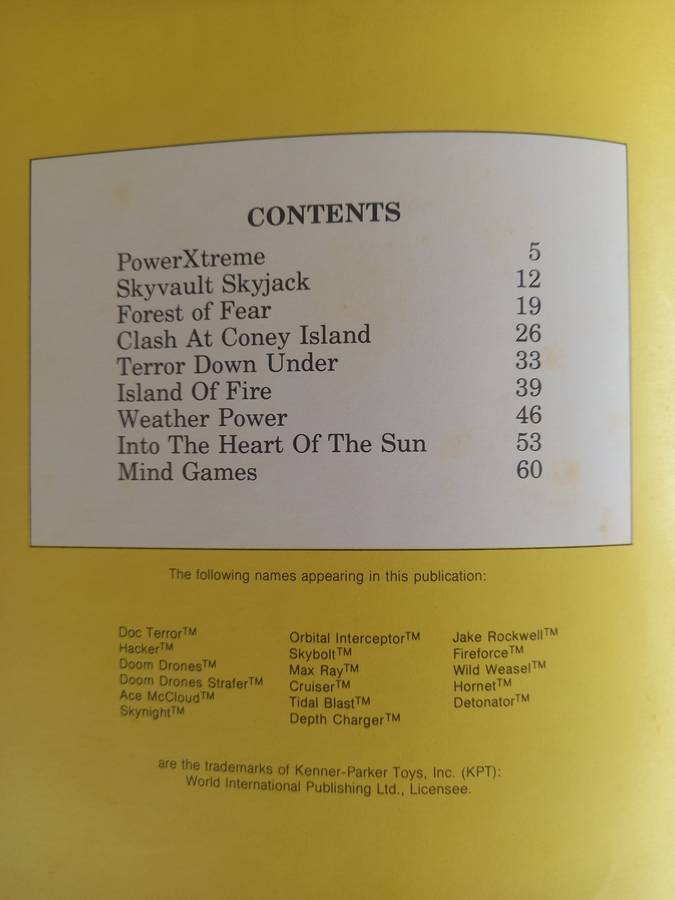 CONTENTS
PowerXtreme 5
Skyvault Skyjack 12
Forest of Fear 19
Clash At Coney Island 26
Terror Down Under 33
Island Of Fire 39
Weather Power 46
Into The Heart Of The Sun 53
Mind Games 60
The following names appearing in this publication:
Doc Terror™
Hacker™
Doom Drones™
Doom Drones Strafer™
Ace McCloud™
Skynight™
Orbital Interceptor™
Skybolt™
Max Ray™
Cruiser™
Tidal Blast™
Depth Charger™
Jake Rockwell™
Fireforce™
Wild Weasel™
Hornet™
Detonator™
are the trademarks of Kenner-Parker Toys, Inc. (KPT):
World International Publishing Ltd., Licensee.